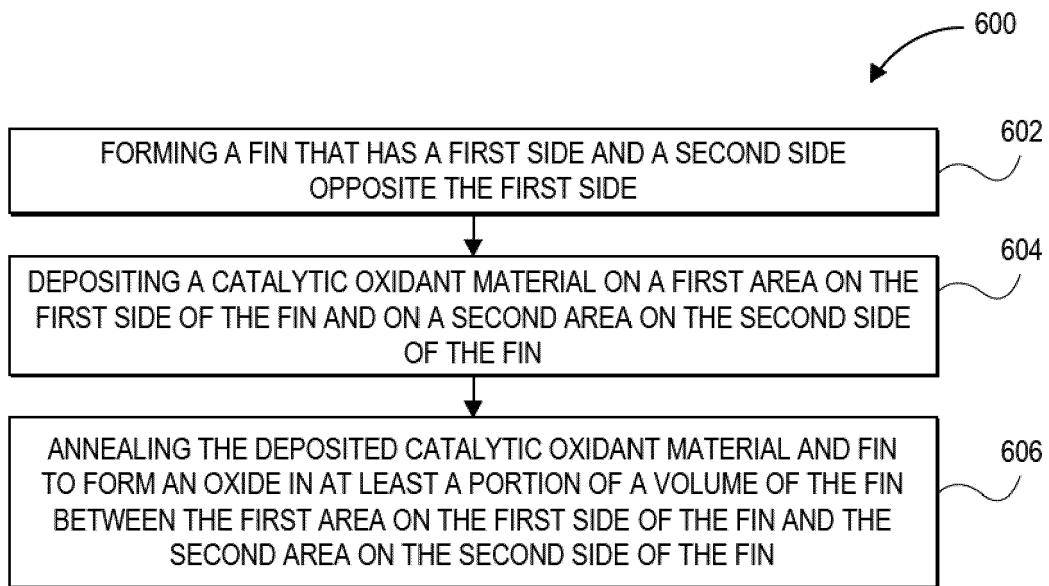 600
602
FORMING A FIN THAT HAS A FIRST SIDE AND A SECOND SIDE
OPPOSITE THE FIRST SIDE
604
DEPOSITING A CATALYTIC OXIDANT MATERIAL ON A FIRST AREA ON THE
FIRST SIDE OF THE FIN AND ON A SECOND AREA ON THE SECOND SIDE
OF THE FIN
606
ANNEALING THE DEPOSITED CATALYTIC OXIDANT MATERIAL AND FIN
TO FORM AN OXIDE IN AT LEAST A PORTION OF A VOLUME OF THE FIN
BETWEEN THE FIRST AREA ON THE FIRST SIDE OF THE FIN AND THE
SECOND AREA ON THE SECOND SIDE OF THE FIN